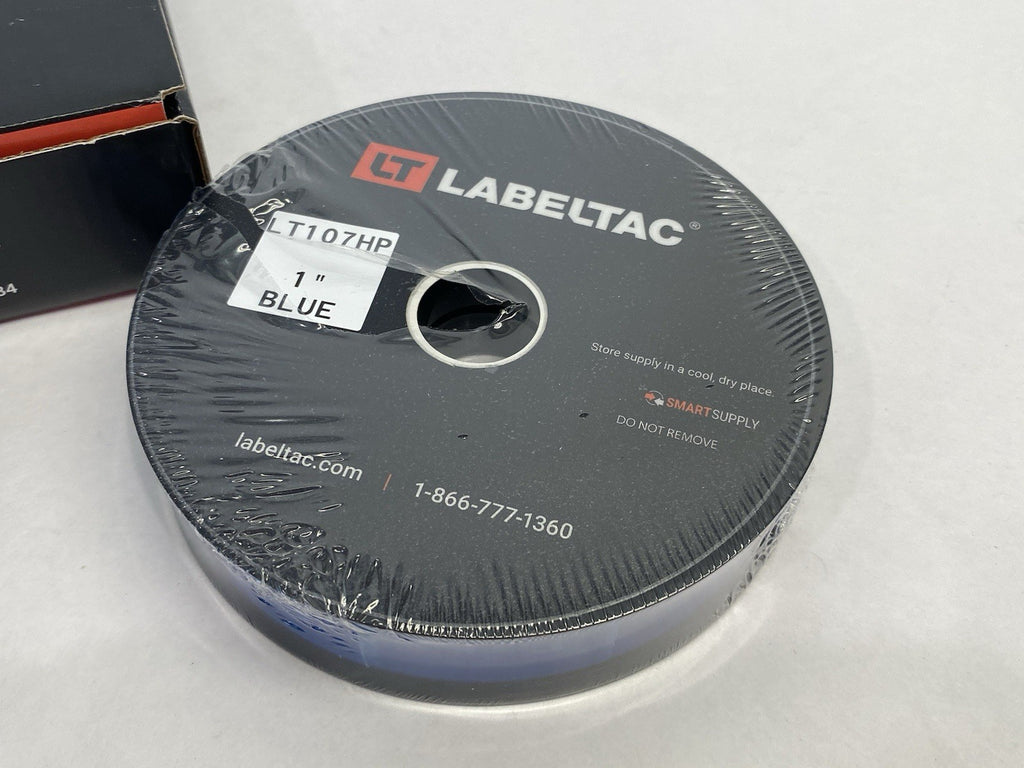 LT LABELTAC®
LT107HP
1"
BLUE
Store supply in a cool, dry place.
SMARTSUPPLY
DO NOT REMOVE
labeltac.com | 1-866-777-1360